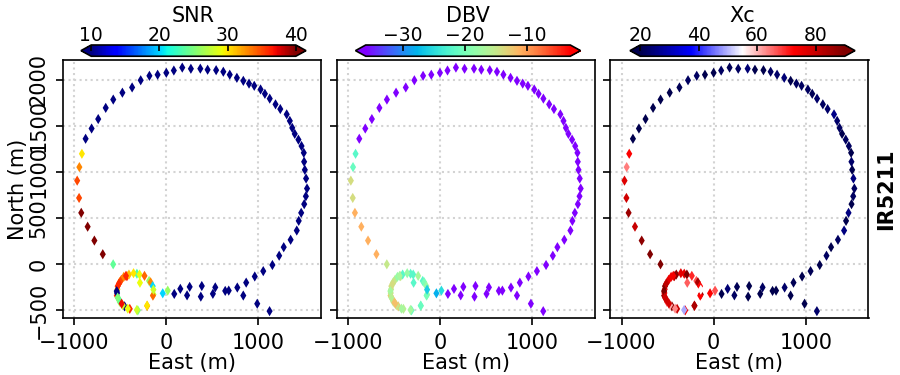 SNR DBV Xc
10 20 30 40 −30 −20 −10 20 40 60 80
2000
1500
1000
500
0
−500
North (m)
IR5211
−1000 0 1000 −1000 0 1000 −1000 0 1000
East (m) East (m) East (m)